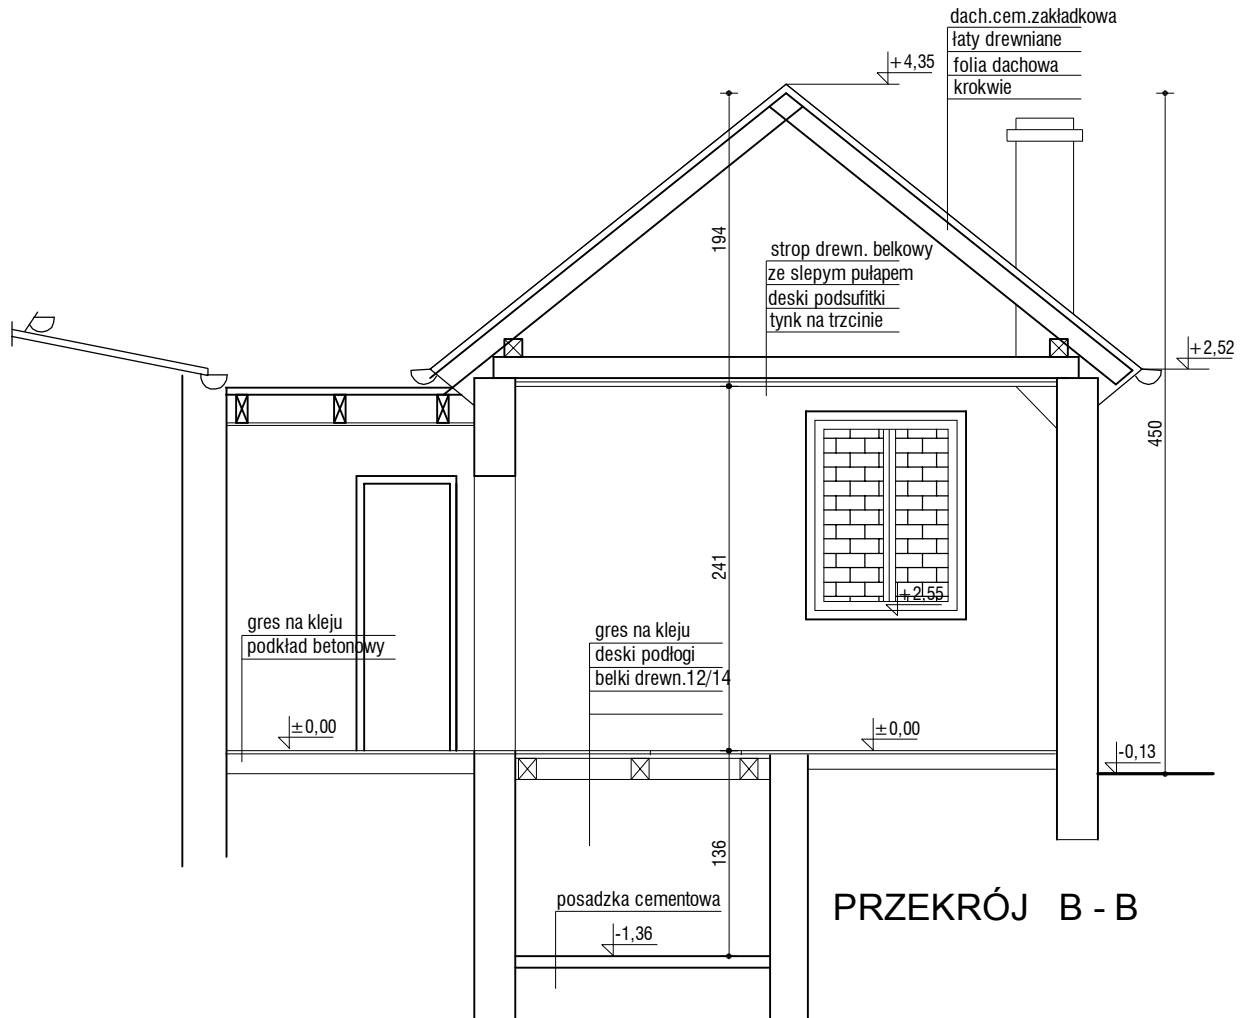 dach.cem.zakładkowa
łaty drewniane
folia dachowa
krokwie
+4,35
194
strop drewn. belkowy
ze slepym pułapem
deski podsufitki
tynk na trzcinie
+2,52
450
241
+2,55
gres na kleju
podkład betonowy
gres na kleju
deski podłogi
belki drewn.12/14
±0,00
±0,00
-0,13
136
posadzka cementowa
-1,36
PRZEKRÓJ B - B